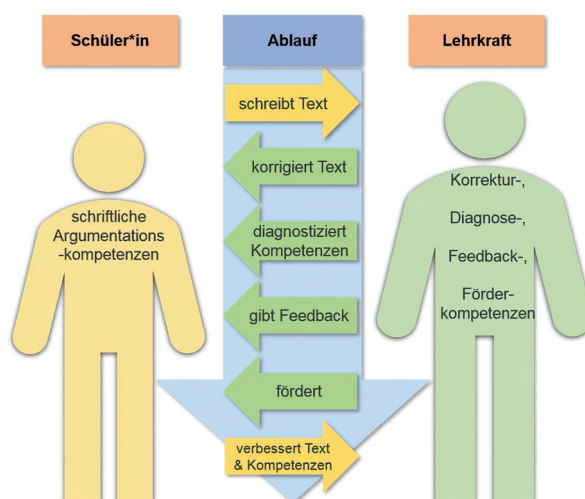 Schüler*in
Ablauf
Lehrkraft
schreibt Text
korrigiert Text
diagnostiziert
Kompetenzen
gibt Feedback
fördert
verbessert Text
& Kompetenzen
schriftliche
Argumentations
-kompetenzen
Korrektur-,
Diagnose-,
Feedback-,
Förder-
kompetenzen